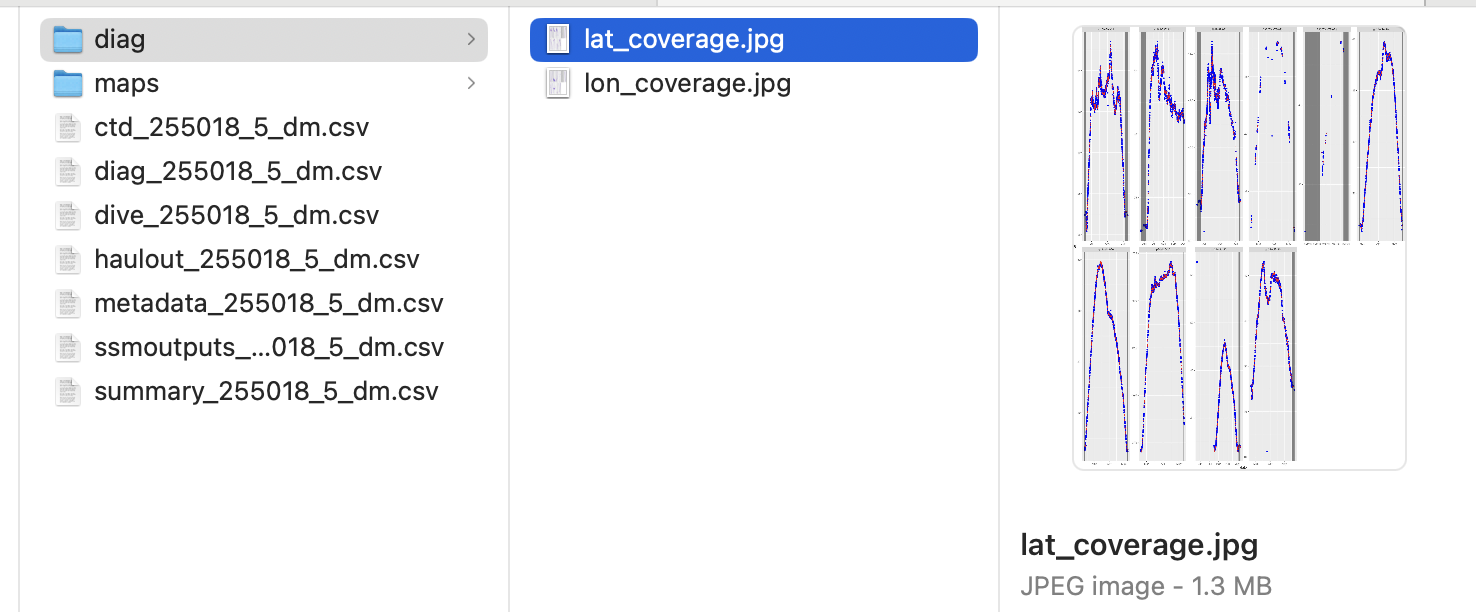 diag
maps
ctd_255018_5_dm.csv
diag_255018_5_dm.csv
dive_255018_5_dm.csv
haulout_255018_5_dm.csv
metadata_255018_5_dm.csv
ssmoutputs_...018_5_dm.csv
summary_255018_5_dm.csv
lat_coverage.jpg
lon_coverage.jpg
lat_coverage.jpg
JPEG image - 1.3 MB